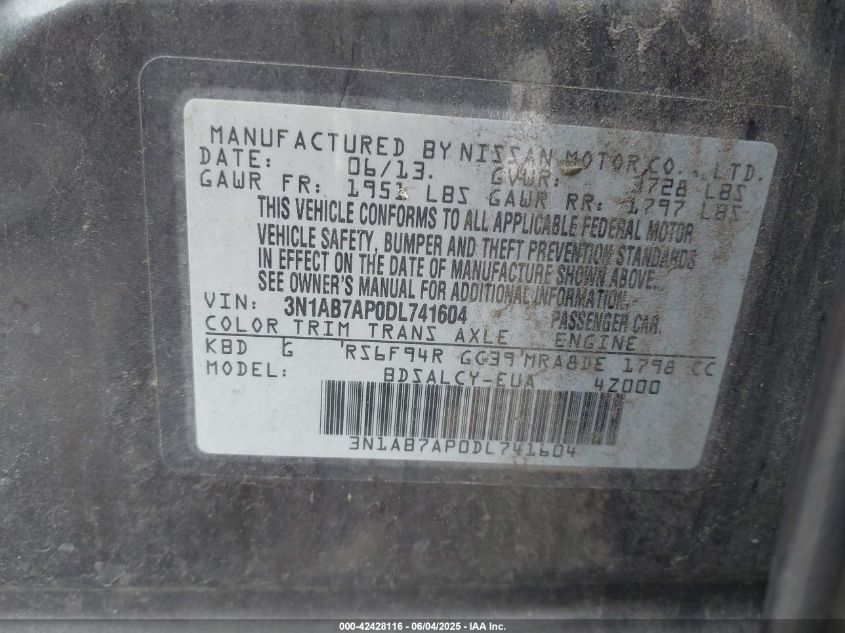 MANUFACTURED BY NISSAN MOTOR CO., LTD.
DATE: 06/13. GVWR: 3728 LBS
GAWR FR: 1951 LBS GAWR RR: 1797 LBS
THIS VEHICLE CONFORMS TO ALL APPLICABLE FEDERAL MOTOR
VEHICLE SAFETY, BUMPER AND THEFT PREVENTION STANDARDS
IN EFFECT ON THE DATE OF MANUFACTURE SHOWN ABOVE.
SEE OWNER'S MANUAL FOR ADDITIONAL INFORMATION.
VIN: 3N1AB7AP0DL741604 PASSENGER CAR.
COLOR TRIM TRANS AXLE ENGINE
KBD G RS6F94R GG39 MRA8DE 1798 CC
MODEL: BDSALCY-EUA 4Z000
3N1AB7AP0DL741604
000-42428116 - 06/04/2025 - IAA Inc.